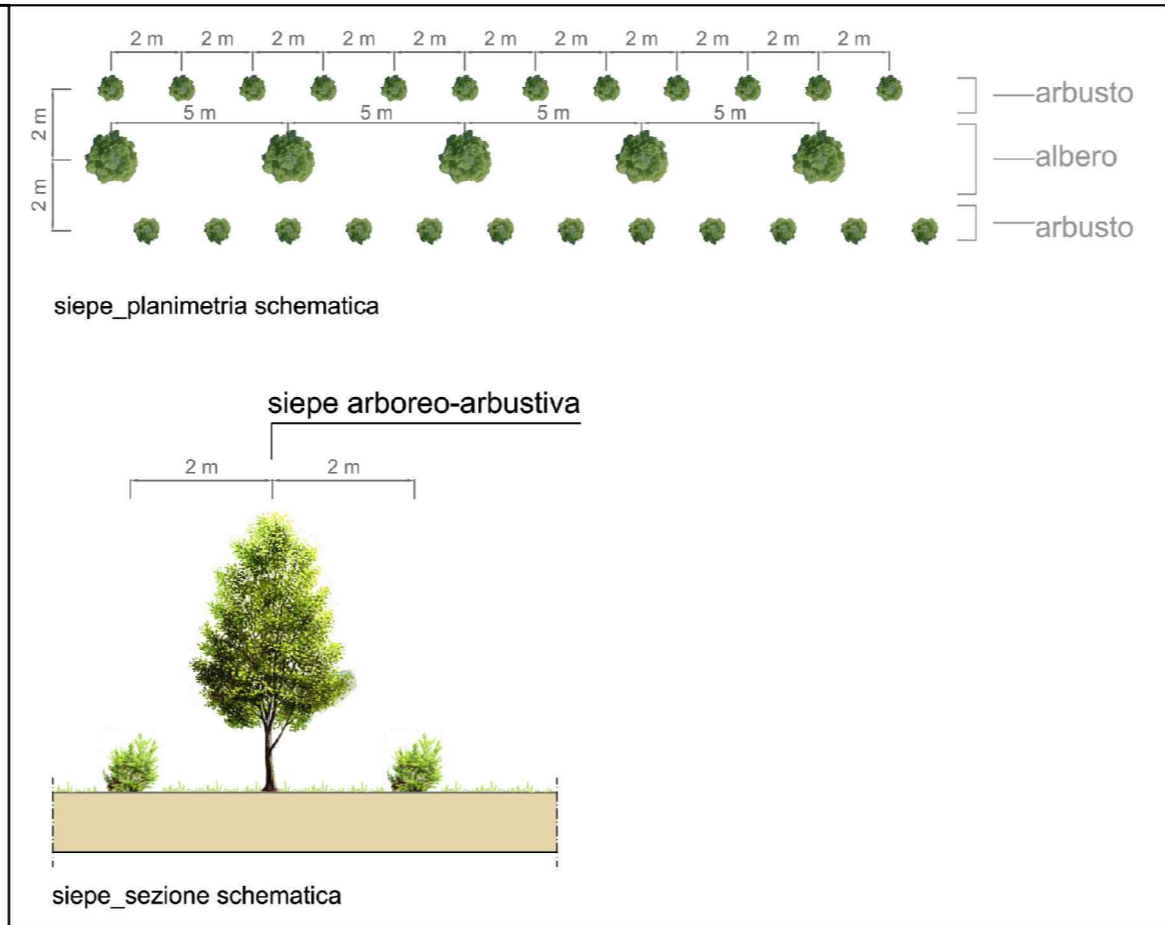 2 m 2 m 2 m 2 m 2 m 2 m 2 m 2 m 2 m 2 m 2 m
arbusto
2 m
5 m 5 m 5 m 5 m
albero
2 m
arbusto
siepe_planimetria schematica
siepe arboreo-arbustiva
2 m 2 m
siepe_sezione schematica